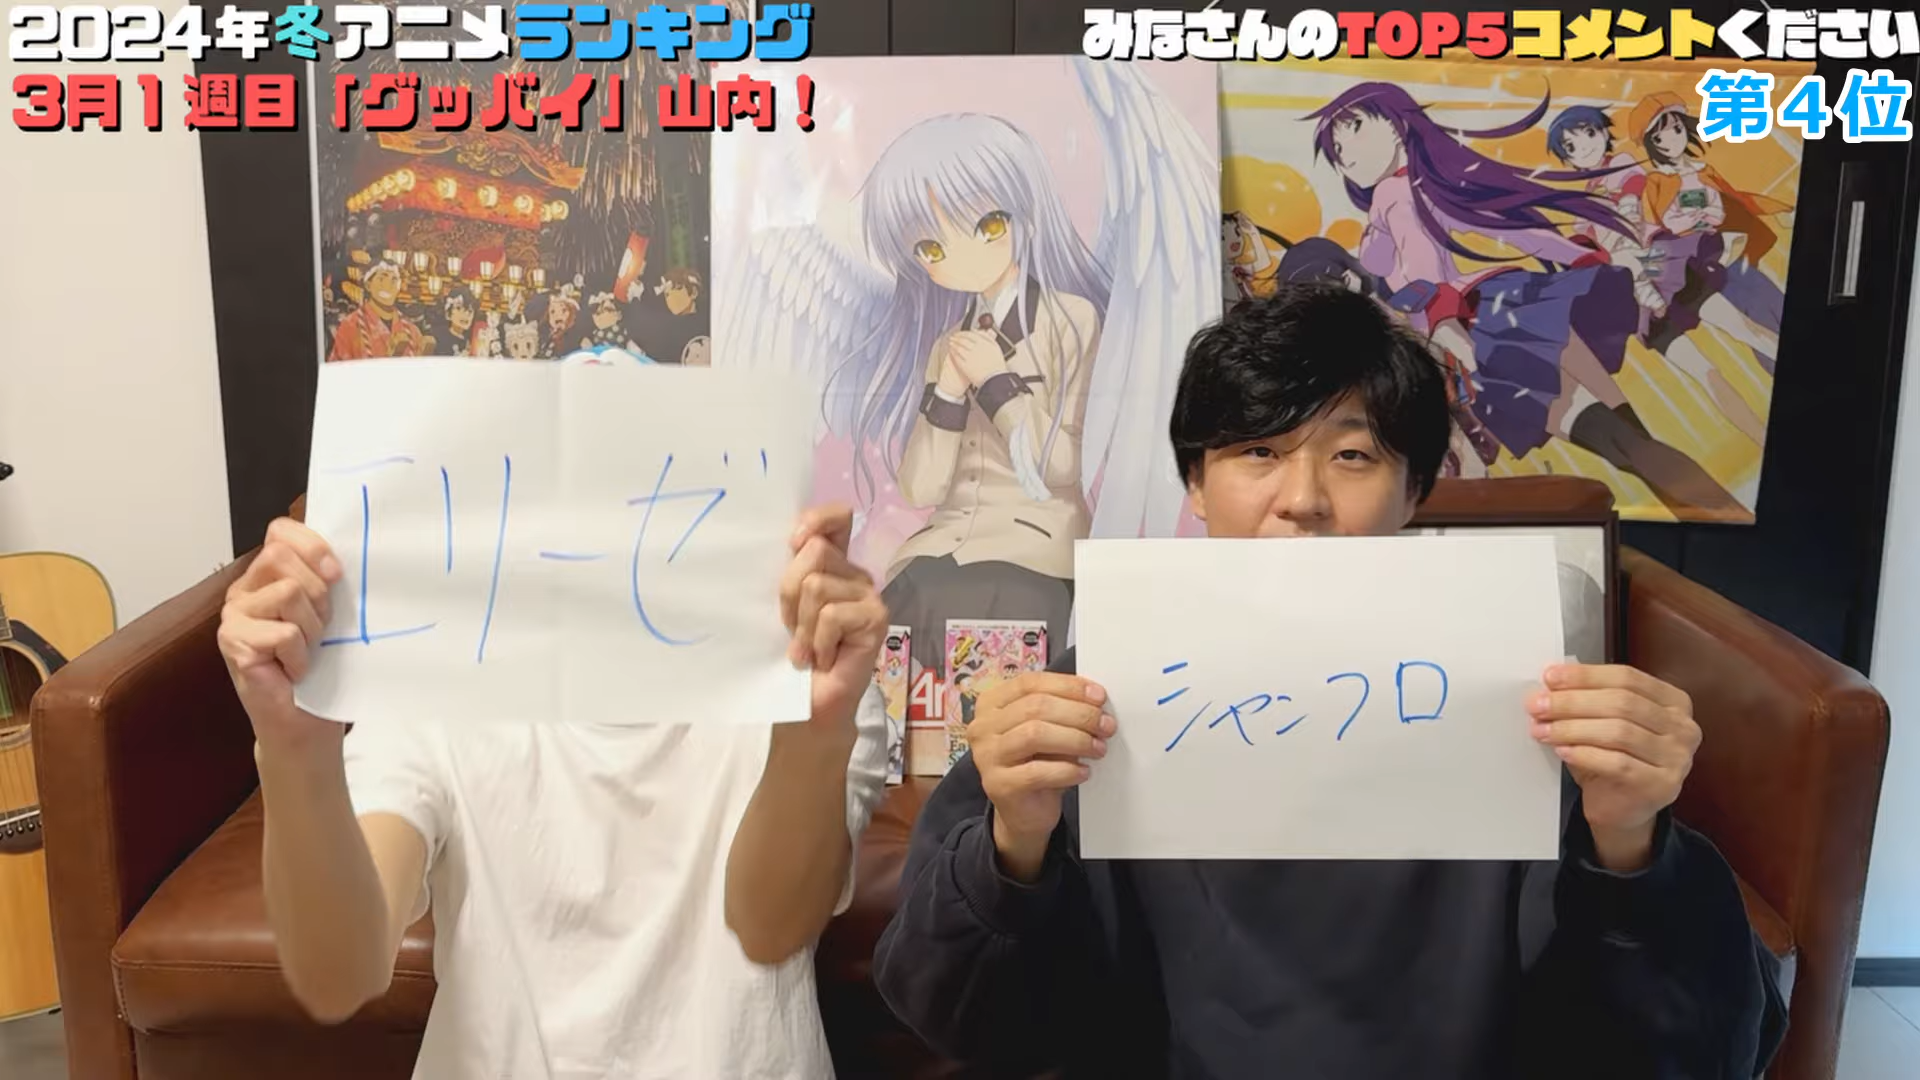 2024年冬アニメランキング
3月1週目「グッバイ」山内！
みなさんのTOP5コメントください
第4位
エリーゼ
シャンフロ